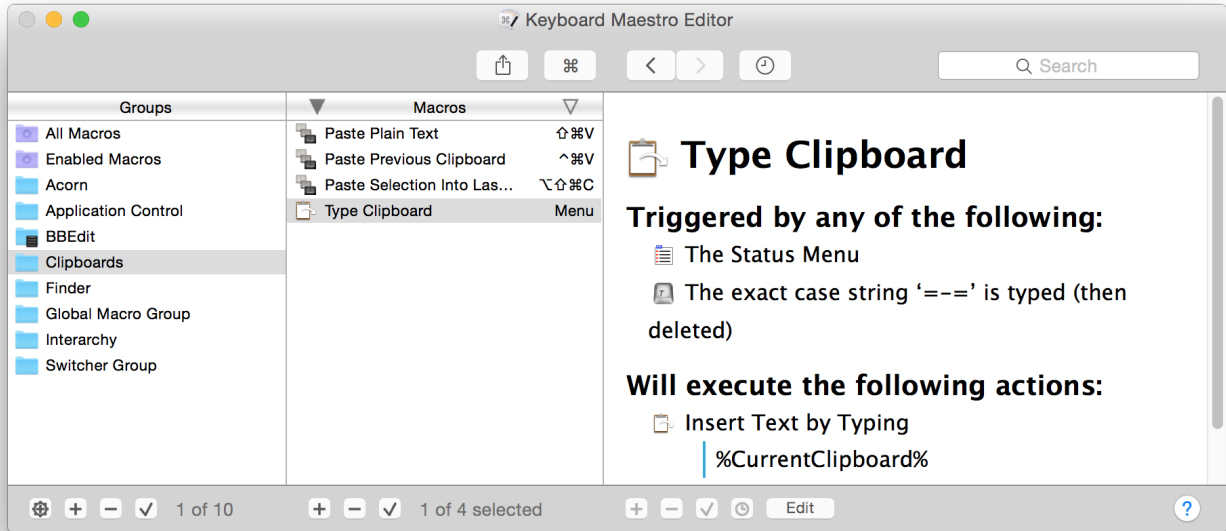 Keyboard Maestro Editor
Search
Groups
All Macros
Enabled Macros
Acorn
Application Control
BBEdit
Clipboards
Finder
Global Macro Group
Interarchy
Switcher Group
Macros
Paste Plain Text ⇧⌘V
Paste Previous Clipboard ^⌘V
Paste Selection Into Las... ⌥⇧⌘C
Type Clipboard Menu
Type Clipboard
Triggered by any of the following:
The Status Menu
The exact case string ‘=-=’ is typed (then
deleted)
Will execute the following actions:
Insert Text by Typing
%CurrentClipboard%
1 of 10
1 of 4 selected
Edit
?